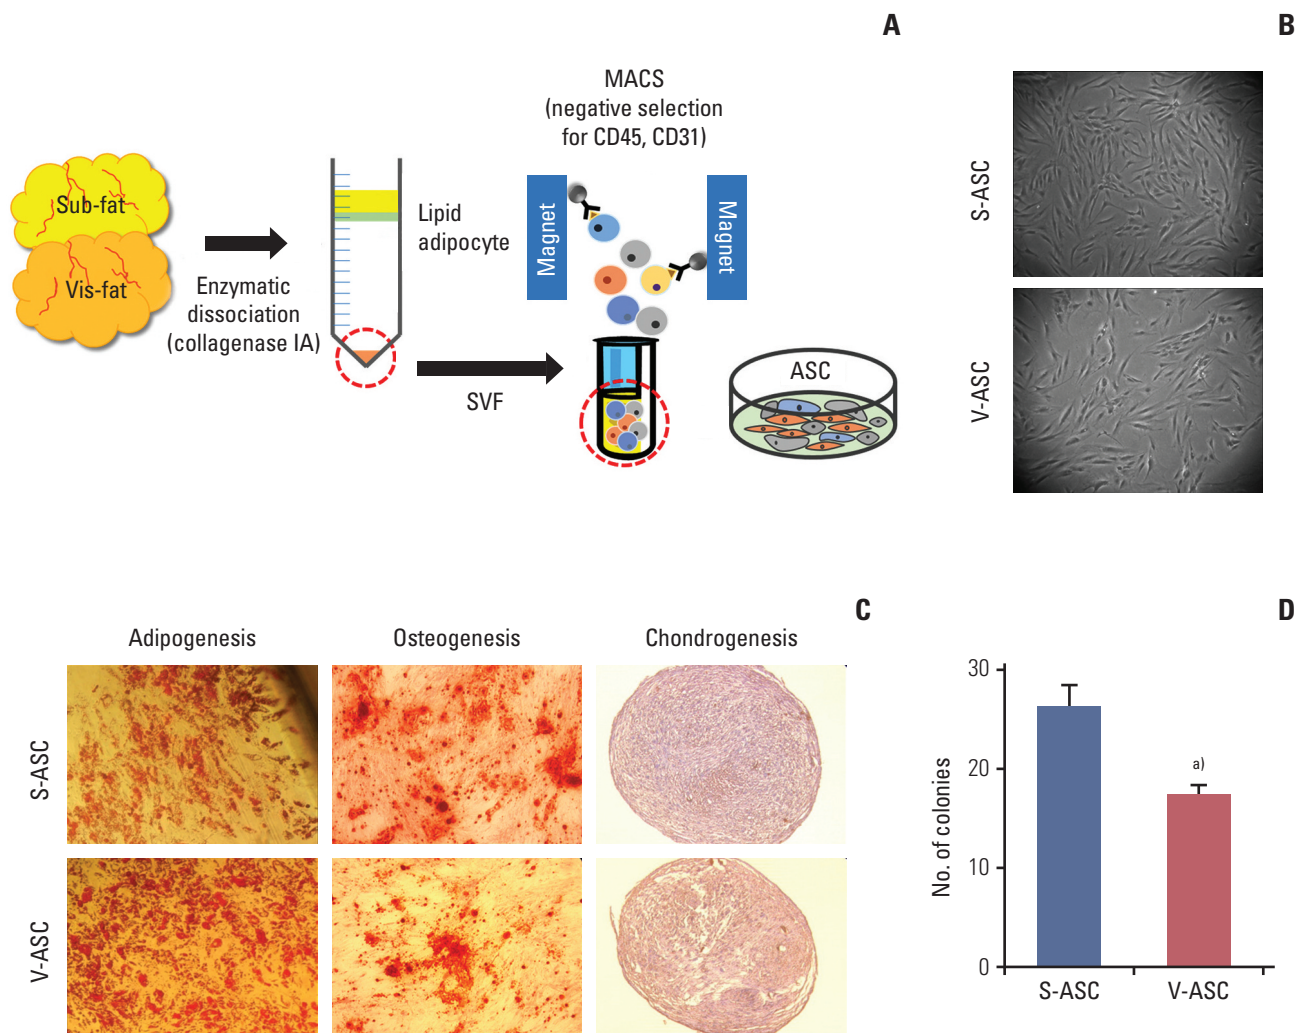 A
MACS
(negative selection
for CD45, CD31)
Sub-fat
Vis-fat
Enzymatic
dissociation
(collagenase IA)
Lipid
adipocyte
Magnet
Magnet
SVF
ASC
B
S-ASC
V-ASC
C
Adipogenesis
Osteogenesis
Chondrogenesis
S-ASC
V-ASC
D
No. of colonies
30
20
10
0
a)
S-ASC
V-ASC